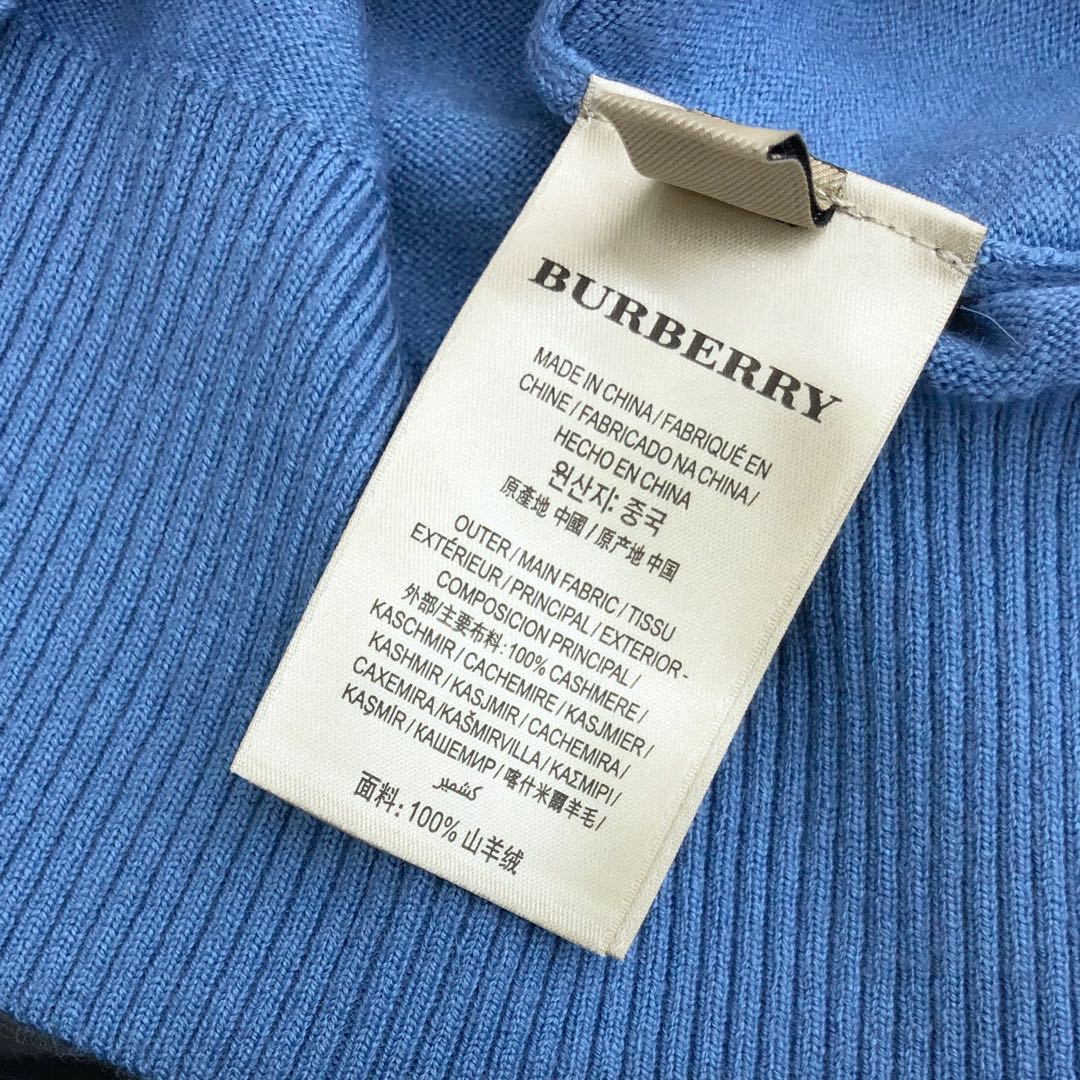 BURBERRY
MADE IN CHINA / FABRIQUÉ EN
CHINE / FABRICADO NA CHINA /
HECHO EN CHINA
원산지: 중국
原產地 中國 / 原产地 中国
OUTER / MAIN FABRIC / TISSU
EXTÉRIEUR / PRINCIPAL / EXTERIOR -
COMPOSICION PRINCIPAL /
外部/主要布料: 100% CASHMERE /
KASCHMIR / CACHEMIRE / KASJMIER /
KASHMIR / KASJMIR / CACHEMIRA /
CAXEMIRA / KAŠMIRVILLA / ΚΑΣΜΙΡΙ /
KAŞMİR / КАШЕМИР / 喀什米爾羊毛 /
كشمير
面料: 100% 山羊绒